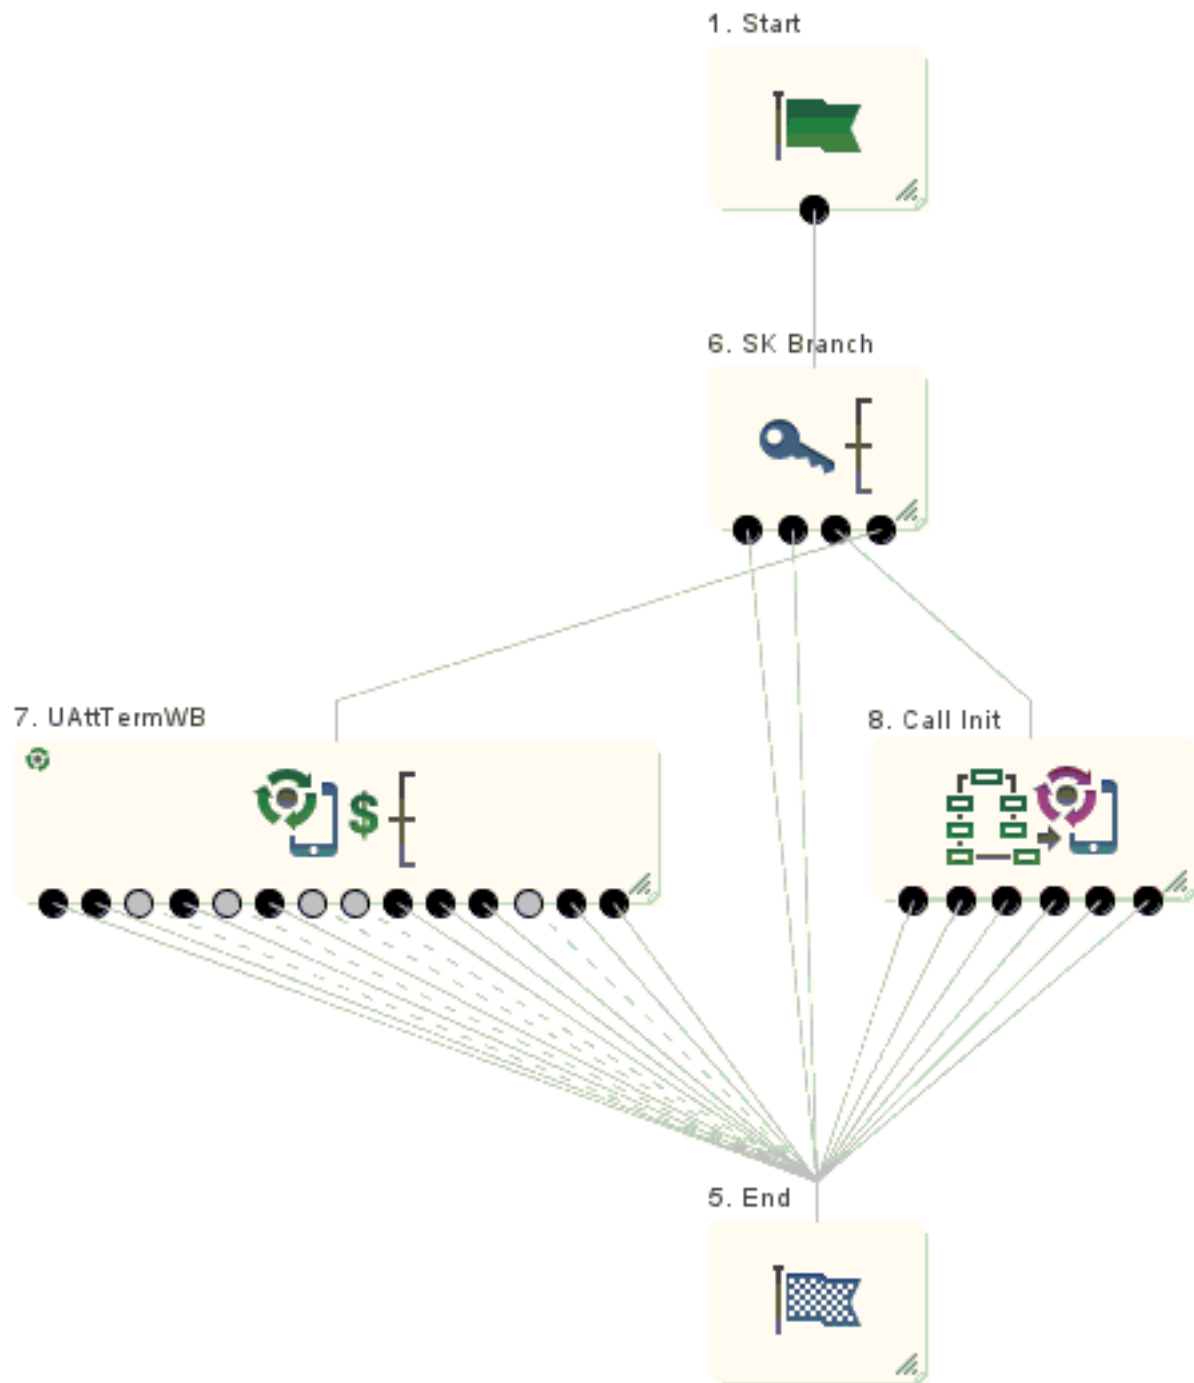 1. Start
6. SK Branch
7. UAttTermWB
8. Call Init
$
5. End